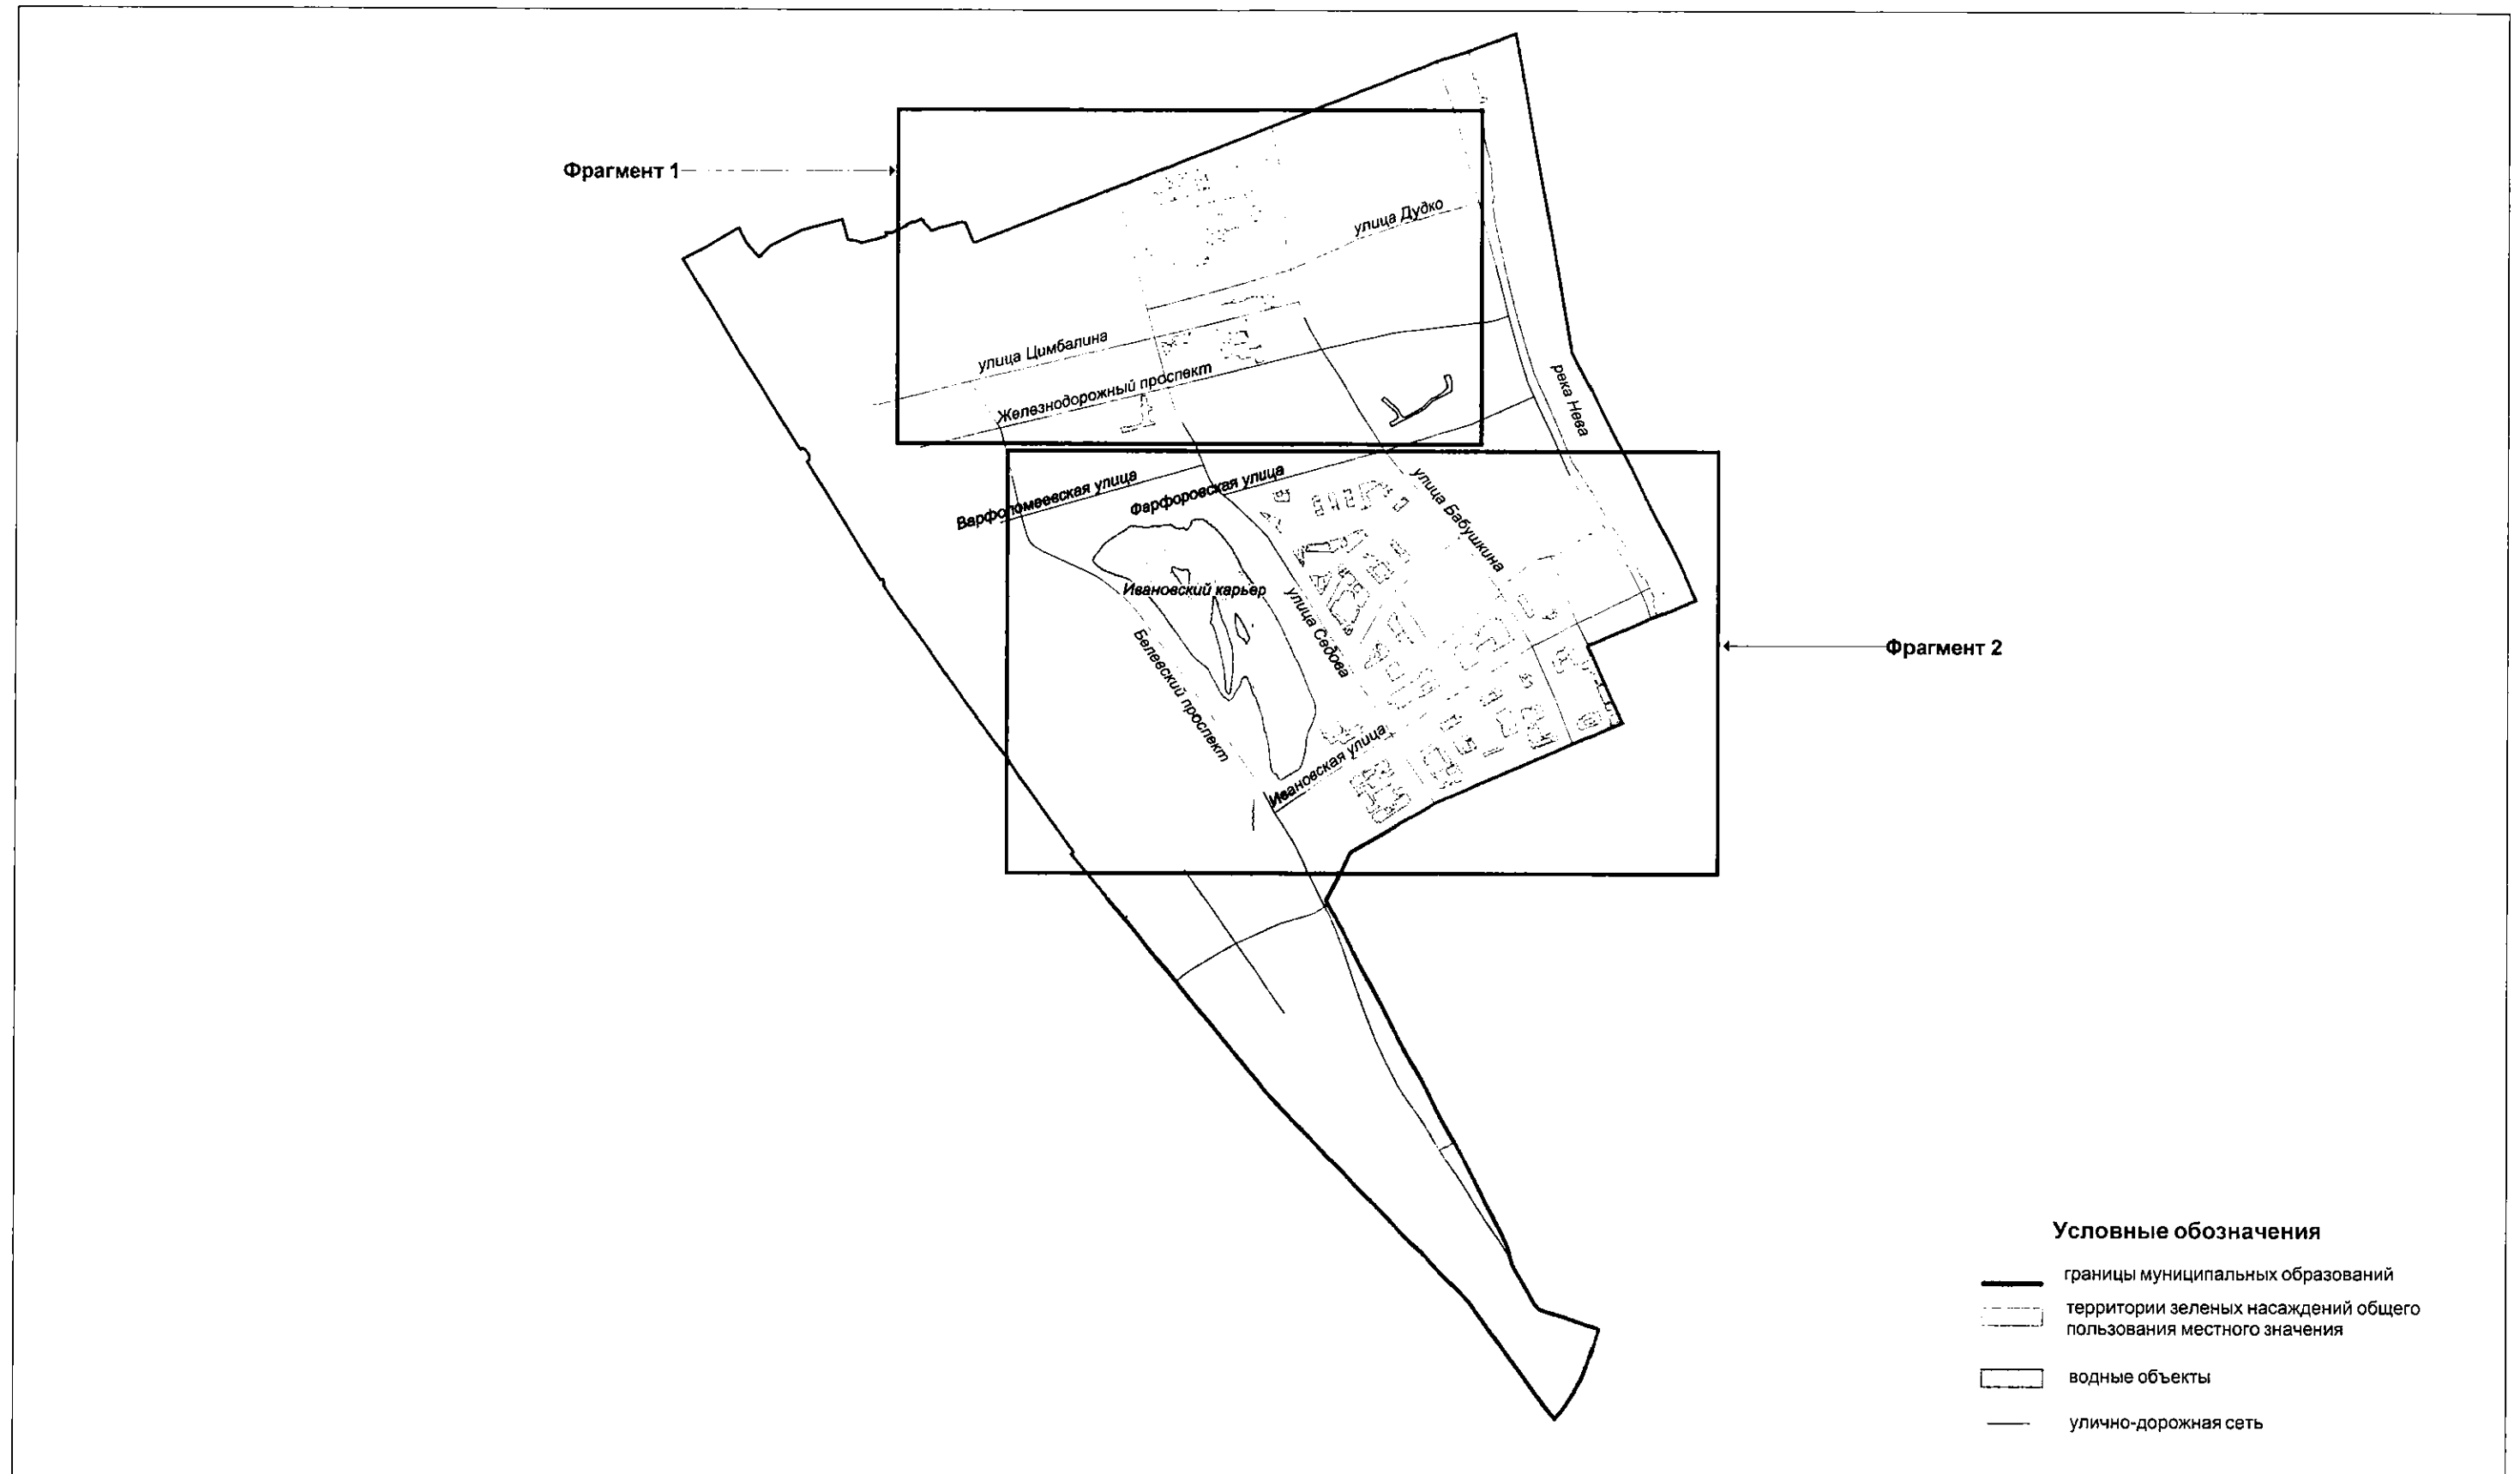 Фрагмент 1
улица Дудко
улица Цимбалина
Железнодорожный проспект
река Нева
Варфоломеевская улица
Фарфоровская улица
улица Бабушкина
Ивановский карьер
улица Седова
Белевский проспект
Фрагмент 2
Ивановская улица
Условные обозначения
границы муниципальных образований
территории зеленых насаждений общего
пользования местного значения
водные объекты
улично-дорожная сеть